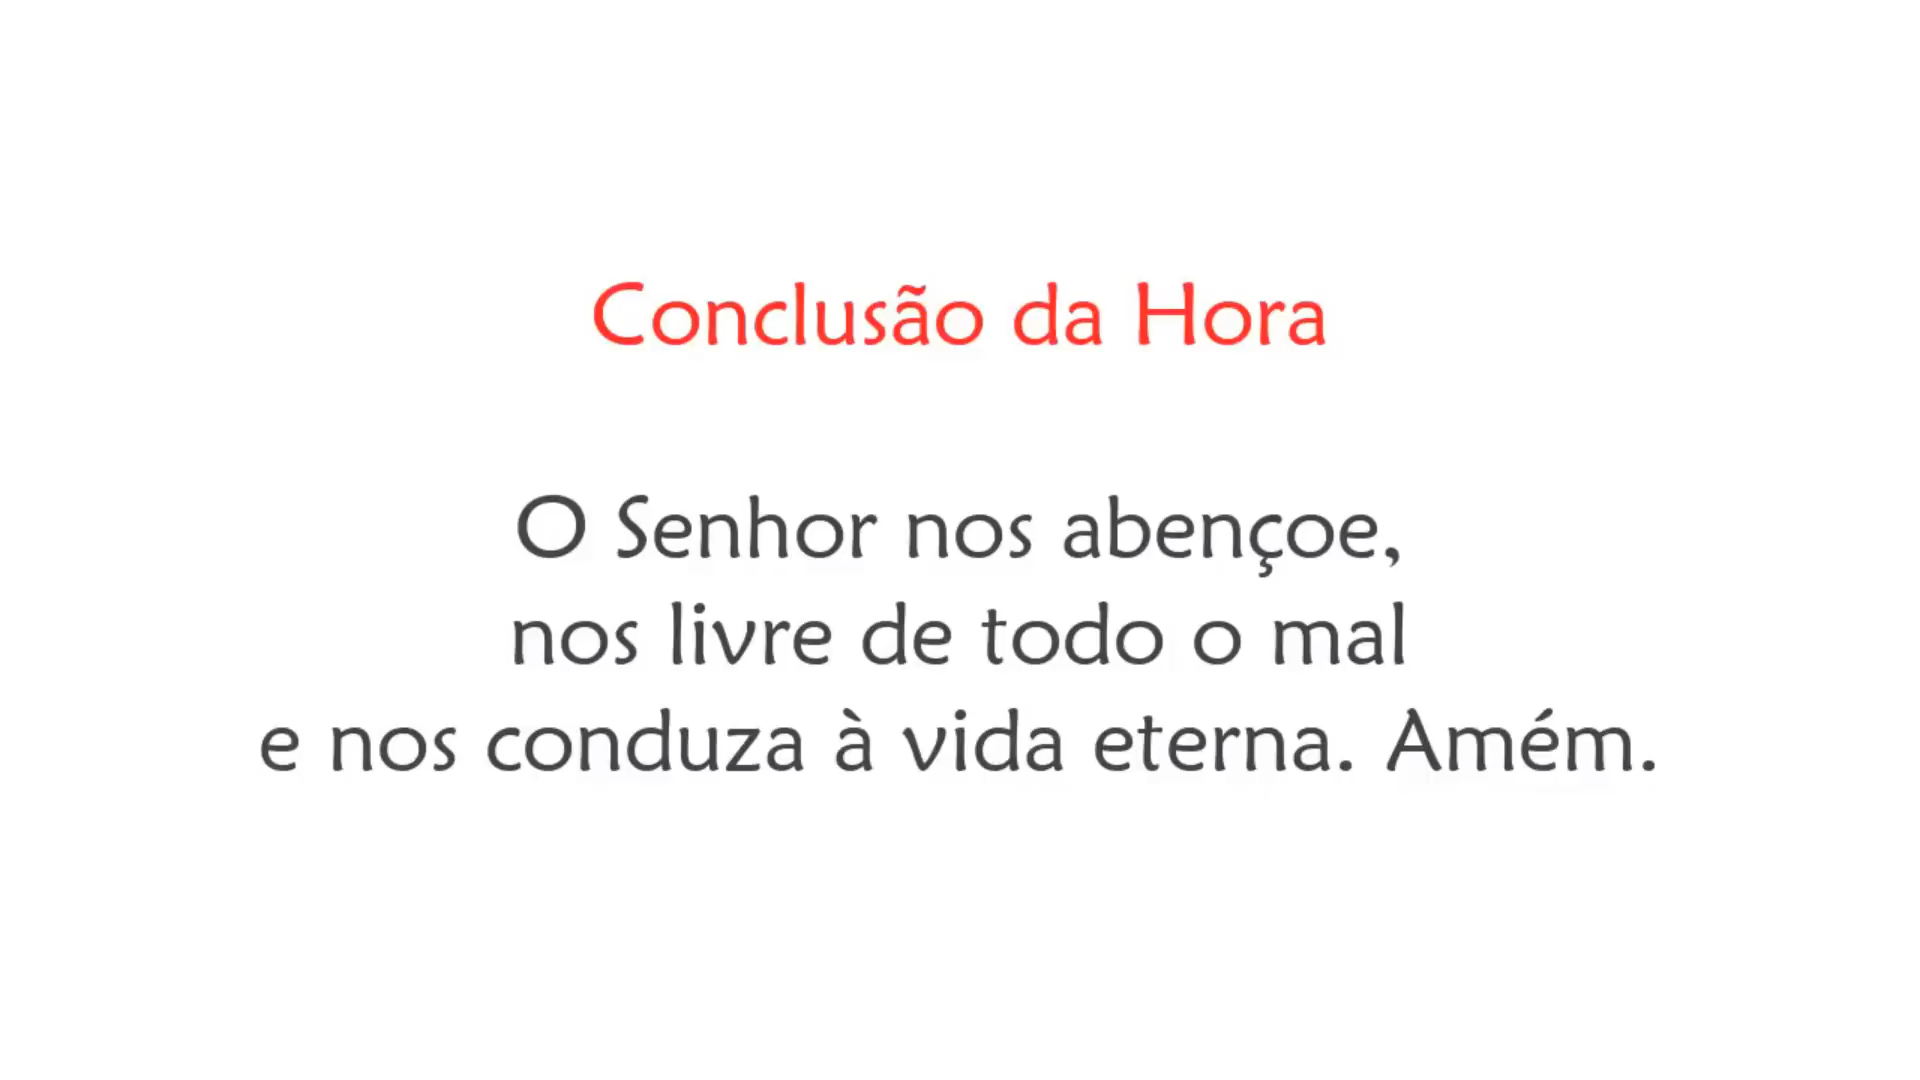 Conclusão da Hora
O Senhor nos abençoe,
nos livre de todo o mal
e nos conduza à vida eterna. Amém.